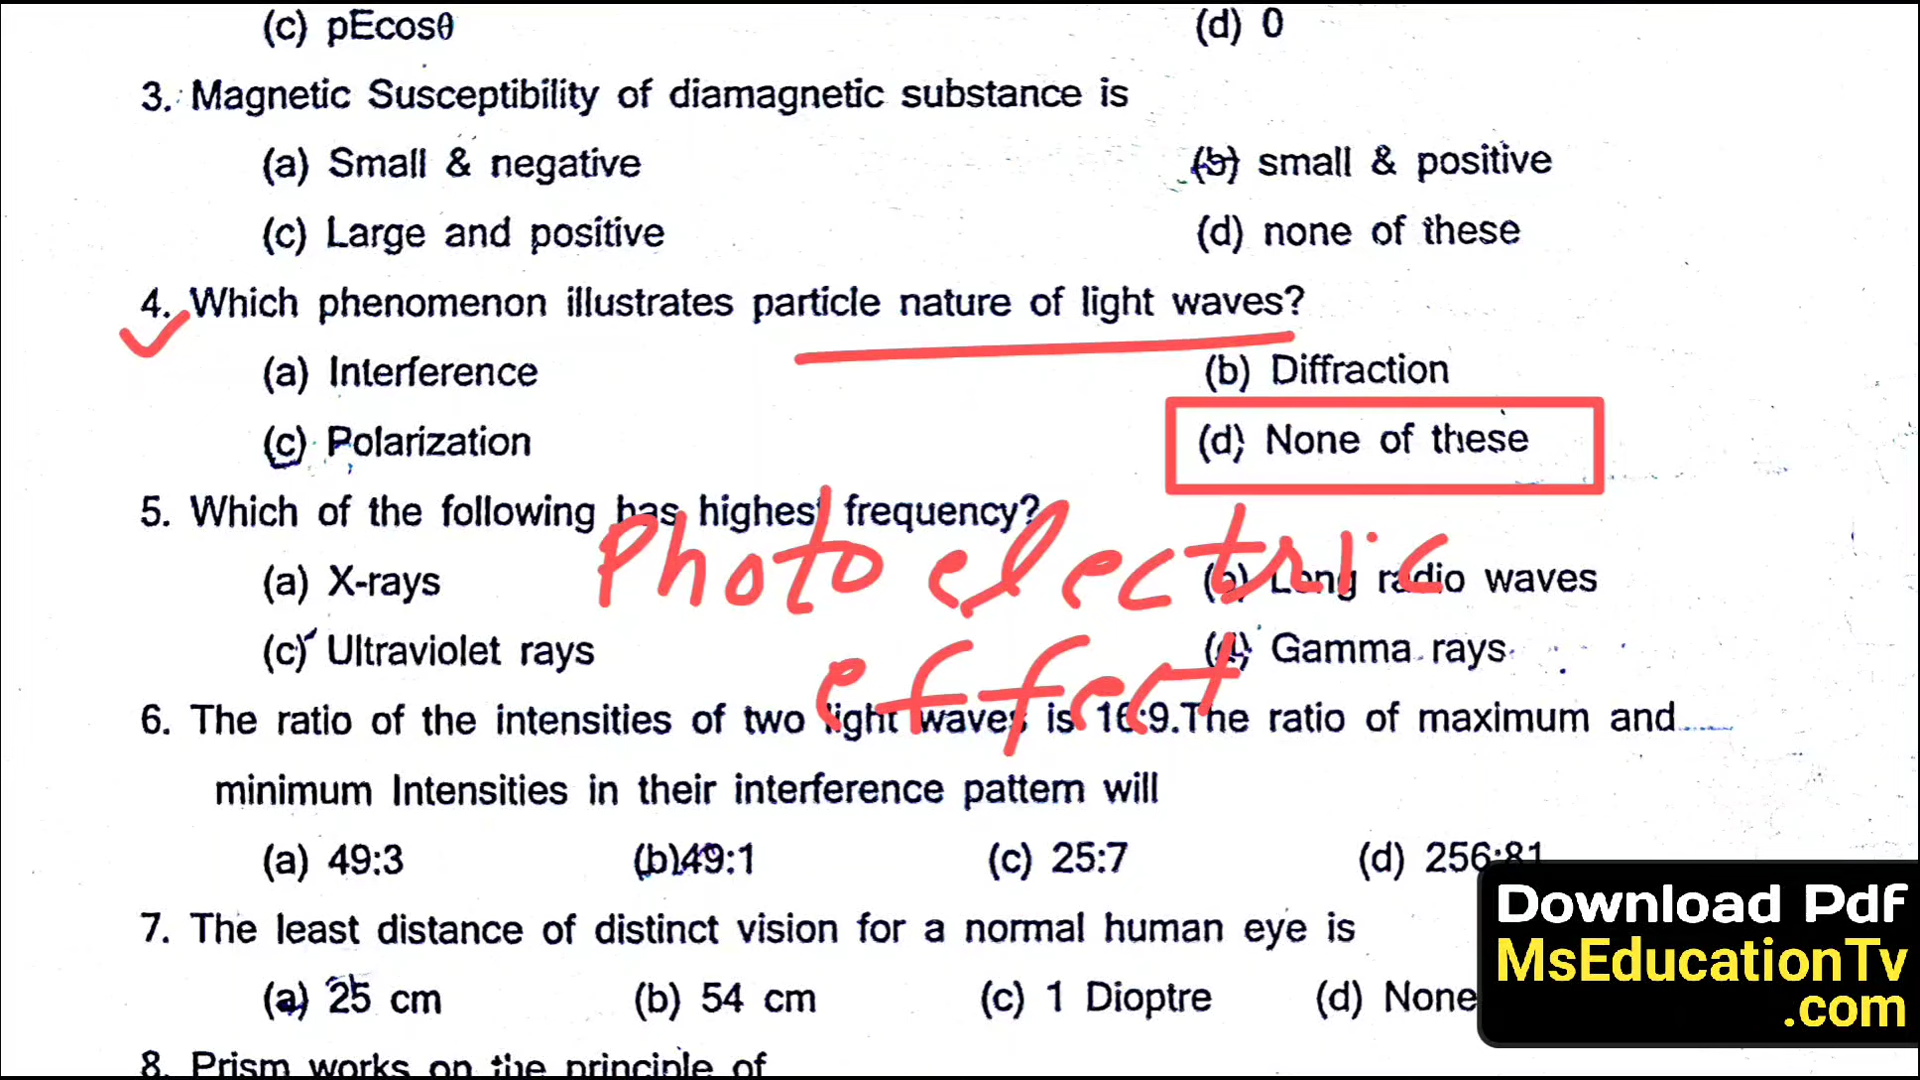 (c) pEcosθ (d) 0
3. Magnetic Susceptibility of diamagnetic substance is
(a) Small & negative (b) small & positive
(c) Large and positive (d) none of these
4. Which phenomenon illustrates particle nature of light waves?
(a) Interference (b) Diffraction
(c) Polarization (d) None of these
5. Which of the following has highest frequency?
Photo electric
(a) X-rays (b) Long radio waves
(c) Ultraviolet rays (d) Gamma rays
effect
6. The ratio of the intensities of two light waves is 16:9.The ratio of maximum and
minimum Intensities in their interference pattern will
(a) 49:3 (b) 49:1 (c) 25:7 (d) 256:81
7. The least distance of distinct vision for a normal human eye is
(a) 25 cm (b) 54 cm (c) 1 Dioptre (d) None
8. Prism works on the principle of
Download Pdf
MsEducationTv
.com